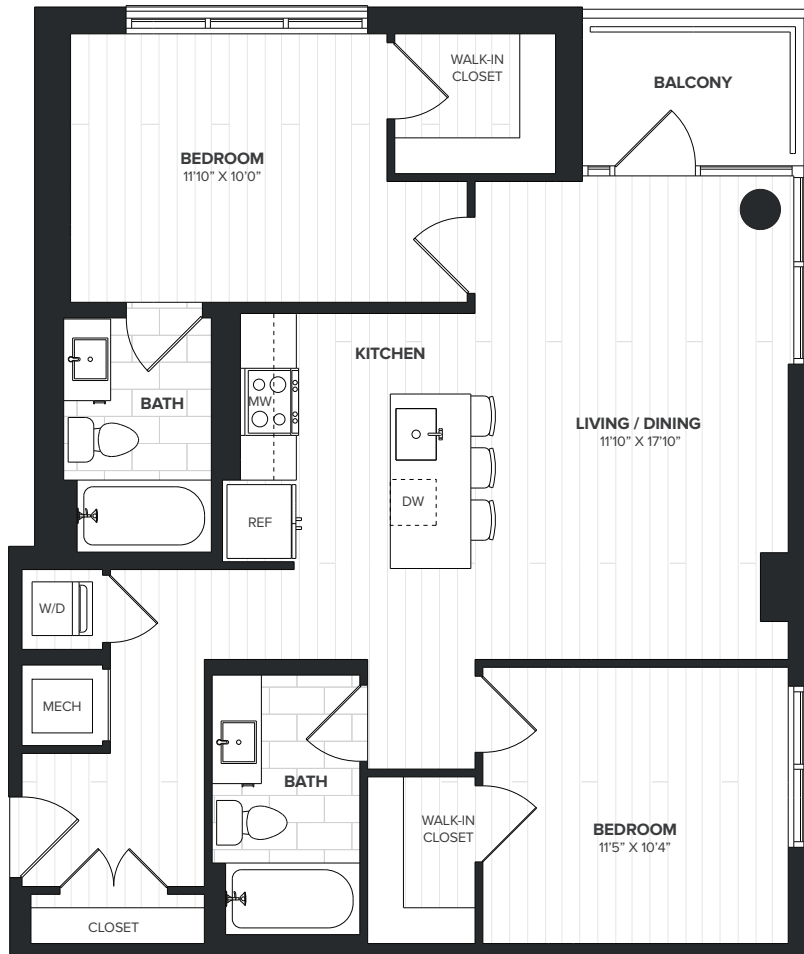 WALK-IN
CLOSET
BALCONY
BEDROOM
11'10" X 10'0"
KITCHEN
MW
BATH
LIVING / DINING
11'10" X 17'10"
DW
REF
W/D
MECH
BATH
WALK-IN
CLOSET
BEDROOM
11'5" X 10'4"
CLOSET